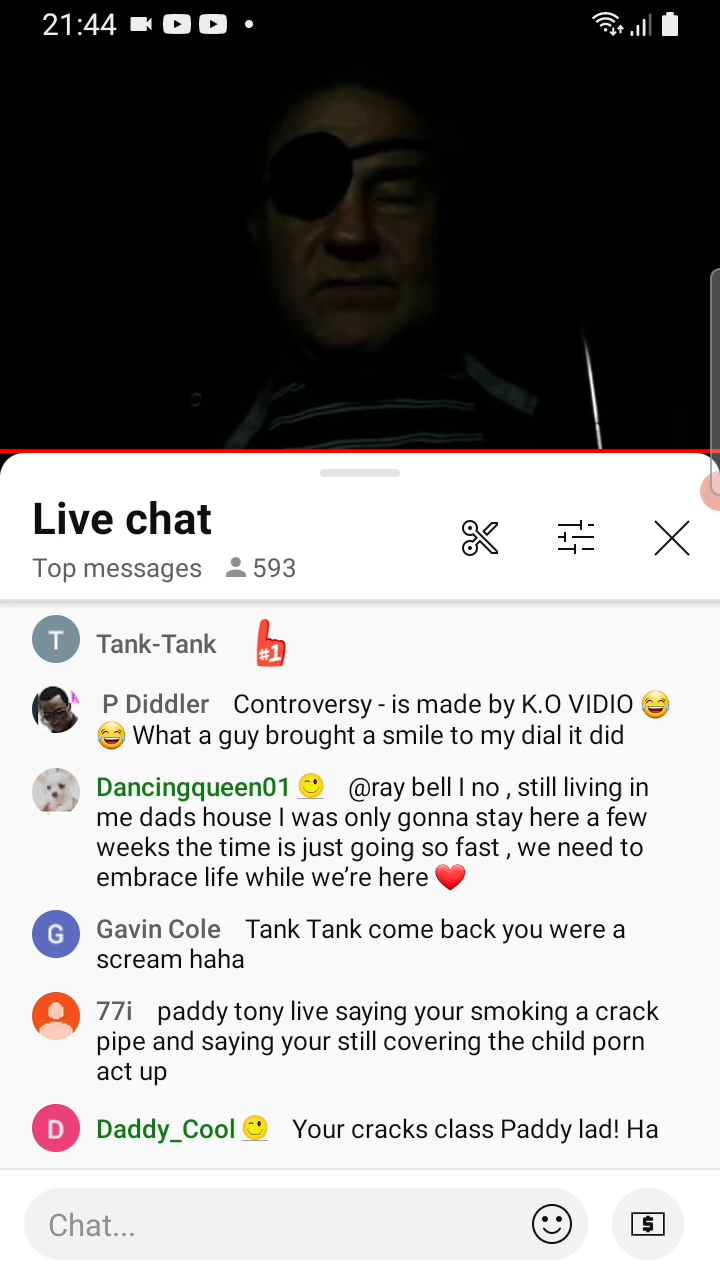 21:44
Live chat
Top messages 593
T Tank-Tank #1
P Diddler Controversy - is made by K.O VIDIO 😂
😂 What a guy brought a smile to my dial it did
Dancingqueen01 @ray bell I no , still living in
me dads house I was only gonna stay here a few
weeks the time is just going so fast , we need to
embrace life while we’re here ❤️
G Gavin Cole Tank Tank come back you were a
scream haha
77i paddy tony live saying your smoking a crack
pipe and saying your still covering the child porn
act up
D Daddy_Cool Your cracks class Paddy lad! Ha
Chat... $